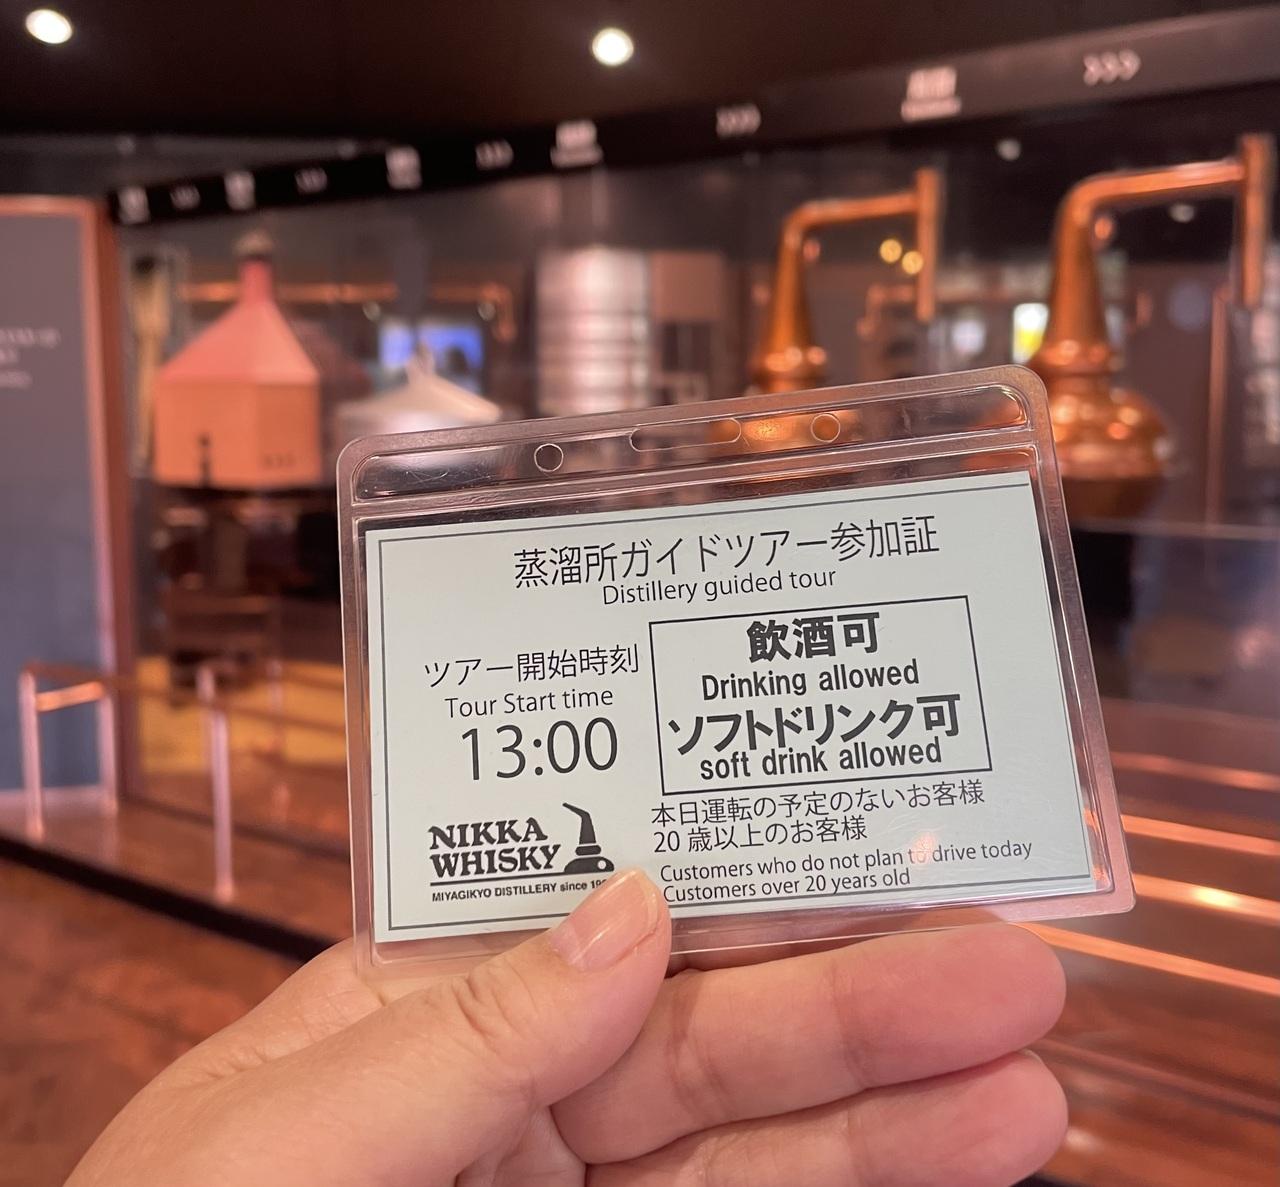 蒸溜所ガイドツアー参加証
Distillery guided tour
ツアー開始時刻
Tour Start time
13:00
飲酒可
Drinking allowed
ソフトドリンク可
soft drink allowed
本日運転の予定のないお客様
20 歳以上のお客様
Customers who do not plan to drive today
Customers over 20 years old
NIKKA
WHISKY
MIYAGIKYO DISTILLERY since